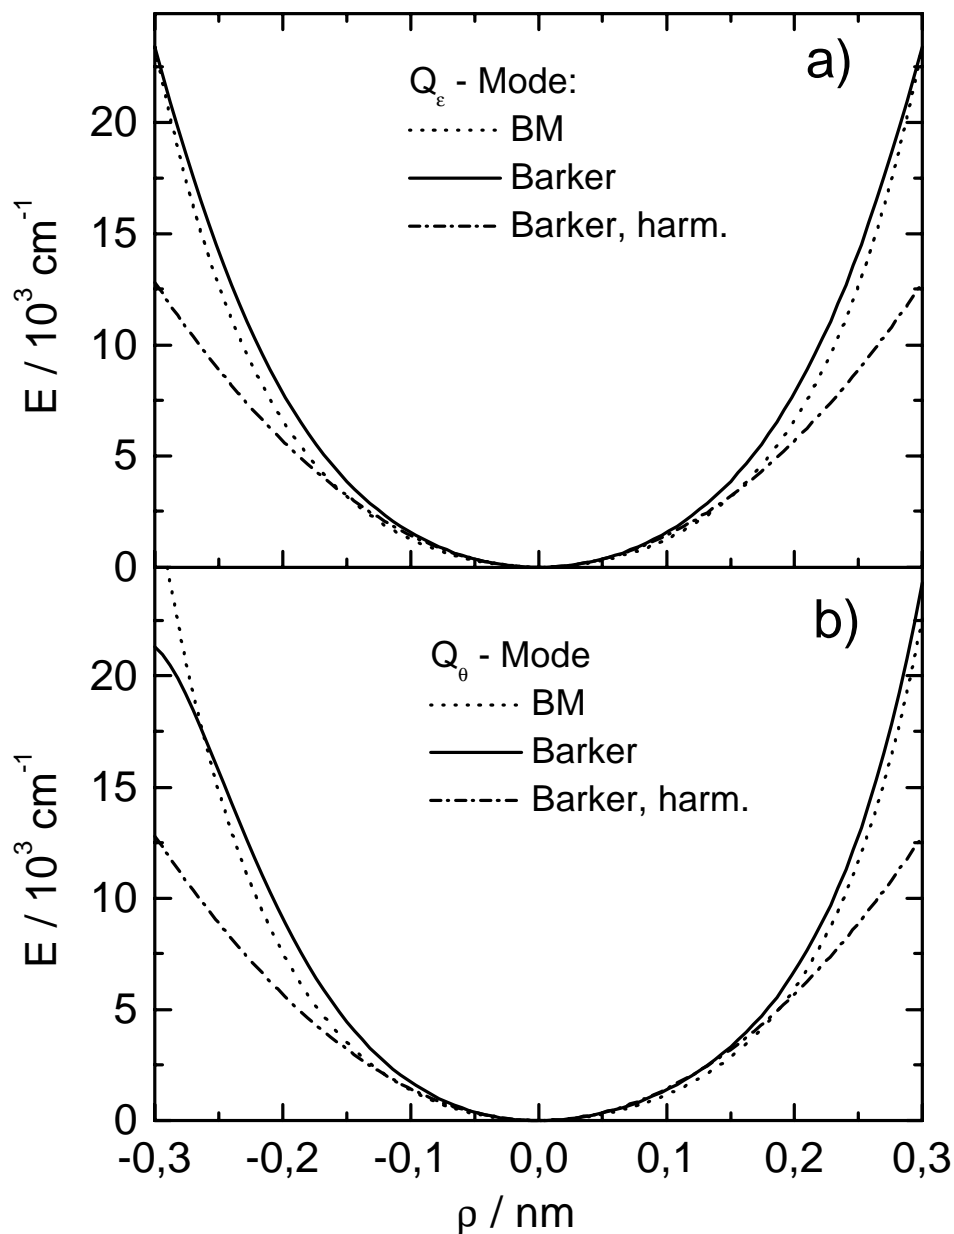 a)
Q_ε - Mode:
BM
Barker
Barker, harm.
20
15
10
5
0
E / 10³ cm⁻¹
b)
Q_θ - Mode
BM
Barker
Barker, harm.
20
15
10
5
0
E / 10³ cm⁻¹
-0,3 -0,2 -0,1 0,0 0,1 0,2 0,3
ρ / nm